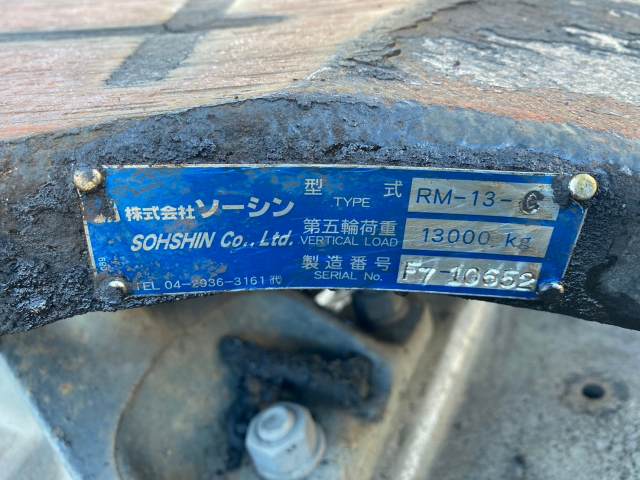 株式会社 ソーシン
SOHSHIN Co., Ltd.
TEL 04-2936-3161 ㈹
型 式 RM-13-C
TYPE
第五輪荷重 13000 kg
VERTICAL LOAD
製造番号 F7-10652
SERIAL No.